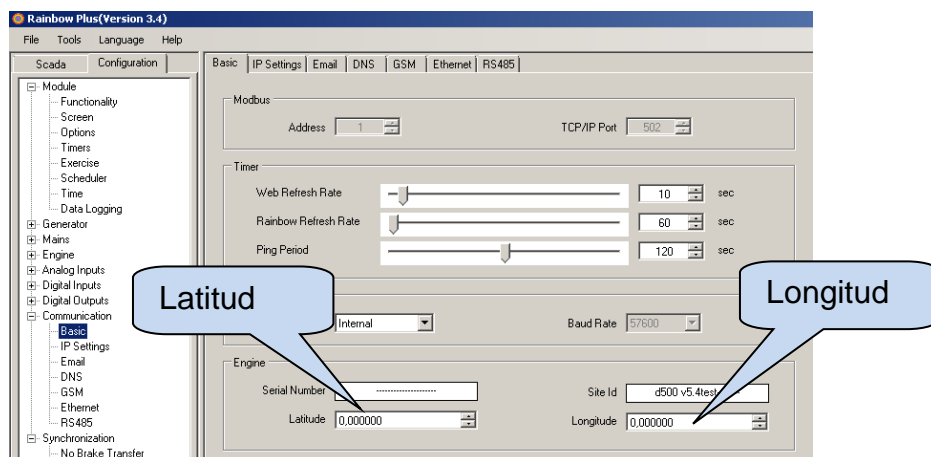 Rainbow Plus(Version 3.4)
File Tools Language Help
Scada Configuration
Module
Functionality
Screen
Options
Timers
Exercise
Scheduler
Time
Data Logging
Generator
Mains
Engine
Analog Inputs
Digital Inputs
Digital Outputs
Communication
Basic
IP Settings
Email
DNS
GSM
Ethernet
RS485
Synchronization
No Brake Transfer
Basic IP Settings Email DNS GSM Ethernet RS485
Modbus
Address 1 TCP/IP Port 502
Timer
Web Refresh Rate 10 sec
Rainbow Refresh Rate 60 sec
Ping Period 120 sec
Latitud Longitud
Internal Baud Rate 57600
Engine
Serial Number -------------------- Site Id d500 v5.4test
Latitude 0,000000 Longitude 0,000000